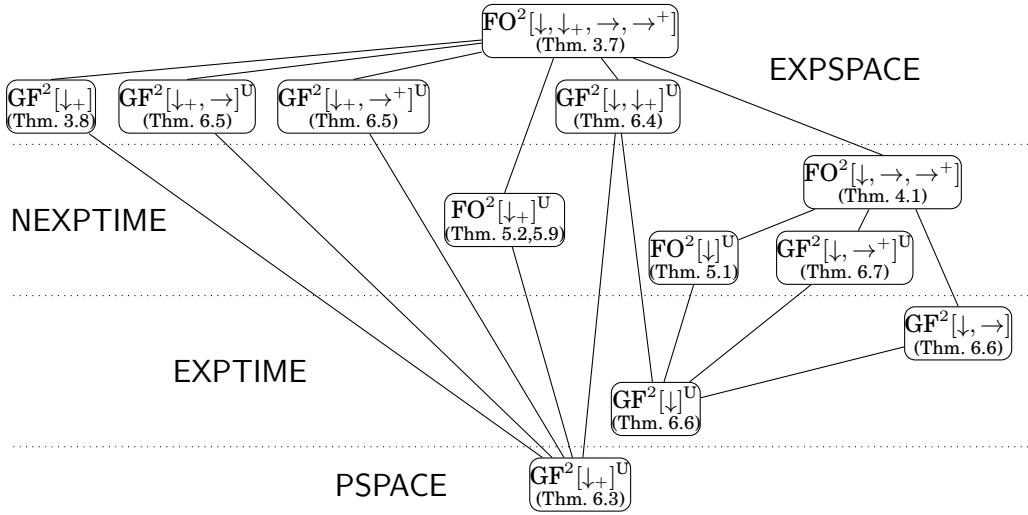 FO²[↓, ↓₊, →, →⁺]
(Thm. 3.7)
EXPSPACE
GF²[↓₊]
(Thm. 3.8)
GF²[↓₊, →]ᵁ
(Thm. 6.5)
GF²[↓₊, →⁺]ᵁ
(Thm. 6.5)
GF²[↓, ↓₊]ᵁ
(Thm. 6.4)
FO²[↓, →, →⁺]
(Thm. 4.1)
NEXPTIME
FO²[↓₊]ᵁ
(Thm. 5.2,5.9)
FO²[↓]ᵁ
(Thm. 5.1)
GF²[↓, →⁺]ᵁ
(Thm. 6.7)
GF²[↓, →]
(Thm. 6.6)
EXPTIME
GF²[↓]ᵁ
(Thm. 6.6)
PSPACE
GF²[↓₊]ᵁ
(Thm. 6.3)